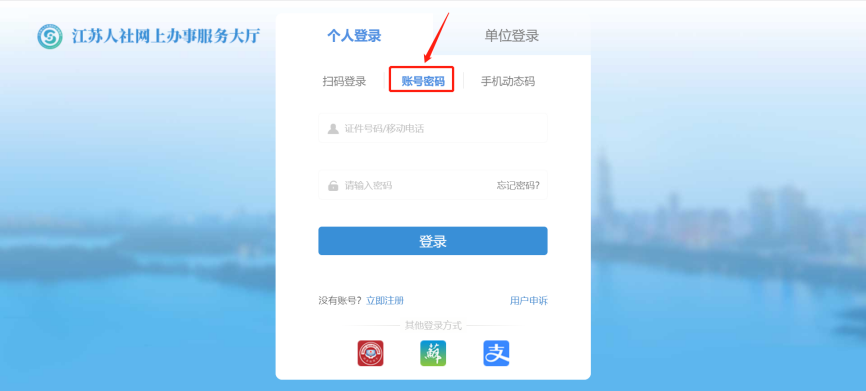 江苏人社网上办事服务大厅
个人登录 单位登录
扫码登录 账号密码 手机动态码
证件号码/移动电话
请输入密码 忘记密码?
登录
没有账号? 立即注册 用户申诉
其他登录方式
蘇 支